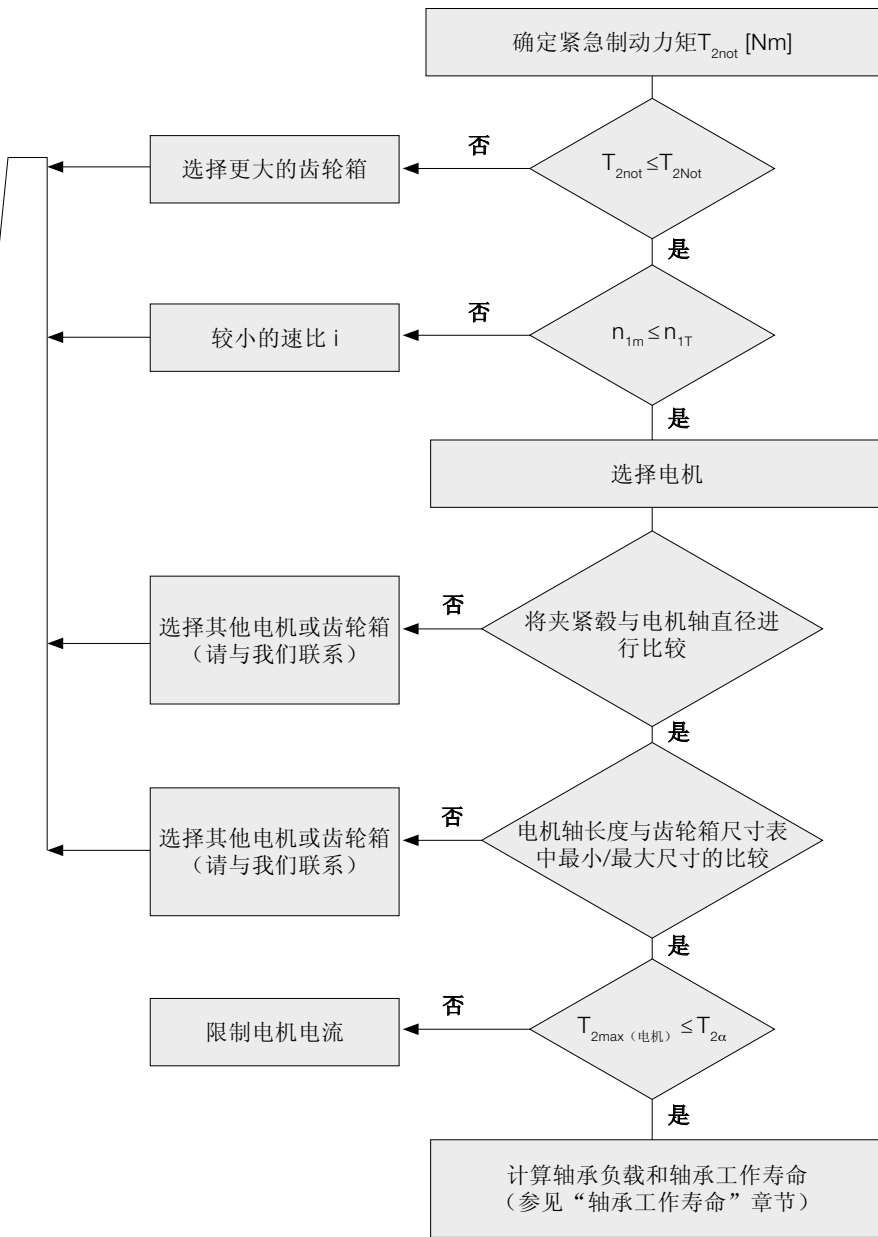 确定紧急制动力矩T2not [Nm]
否
选择更大的齿轮箱
T2not≤T2Not
是
否
较小的速比 i
n1m≤n1T
是
选择电机
否
选择其他电机或齿轮箱
（请与我们联系）
将夹紧毂与电机轴直径进
行比较
是
否
选择其他电机或齿轮箱
（请与我们联系）
电机轴长度与齿轮箱尺寸表
中最小/最大尺寸的比较
是
否
限制电机电流
T2max（电机）≤T2α
是
计算轴承负载和轴承工作寿命
（参见“轴承工作寿命”章节）